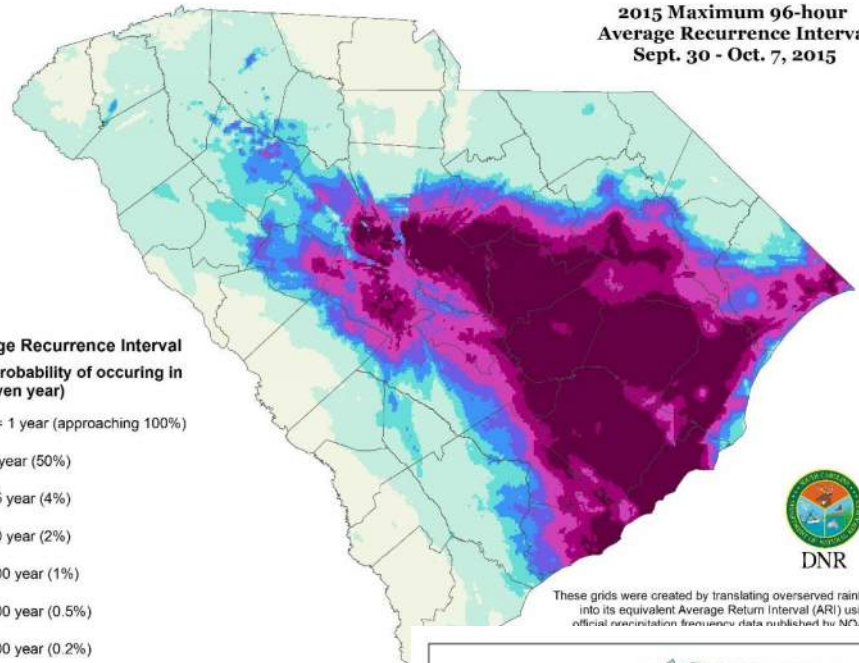 2015 Maximum 96-hour
Average Recurrence Interva
Sept. 30 - Oct. 7, 2015
ge Recurrence Interval
robability of occuring in
ven year)
= 1 year (approaching 100%)
year (50%)
5 year (4%)
0 year (2%)
00 year (1%)
00 year (0.5%)
00 year (0.2%)
DNR
These grids were created by translating overserved rainf
into its equivalent Average Return Interval (ARI) usi
official precipitation frequency data published by NO